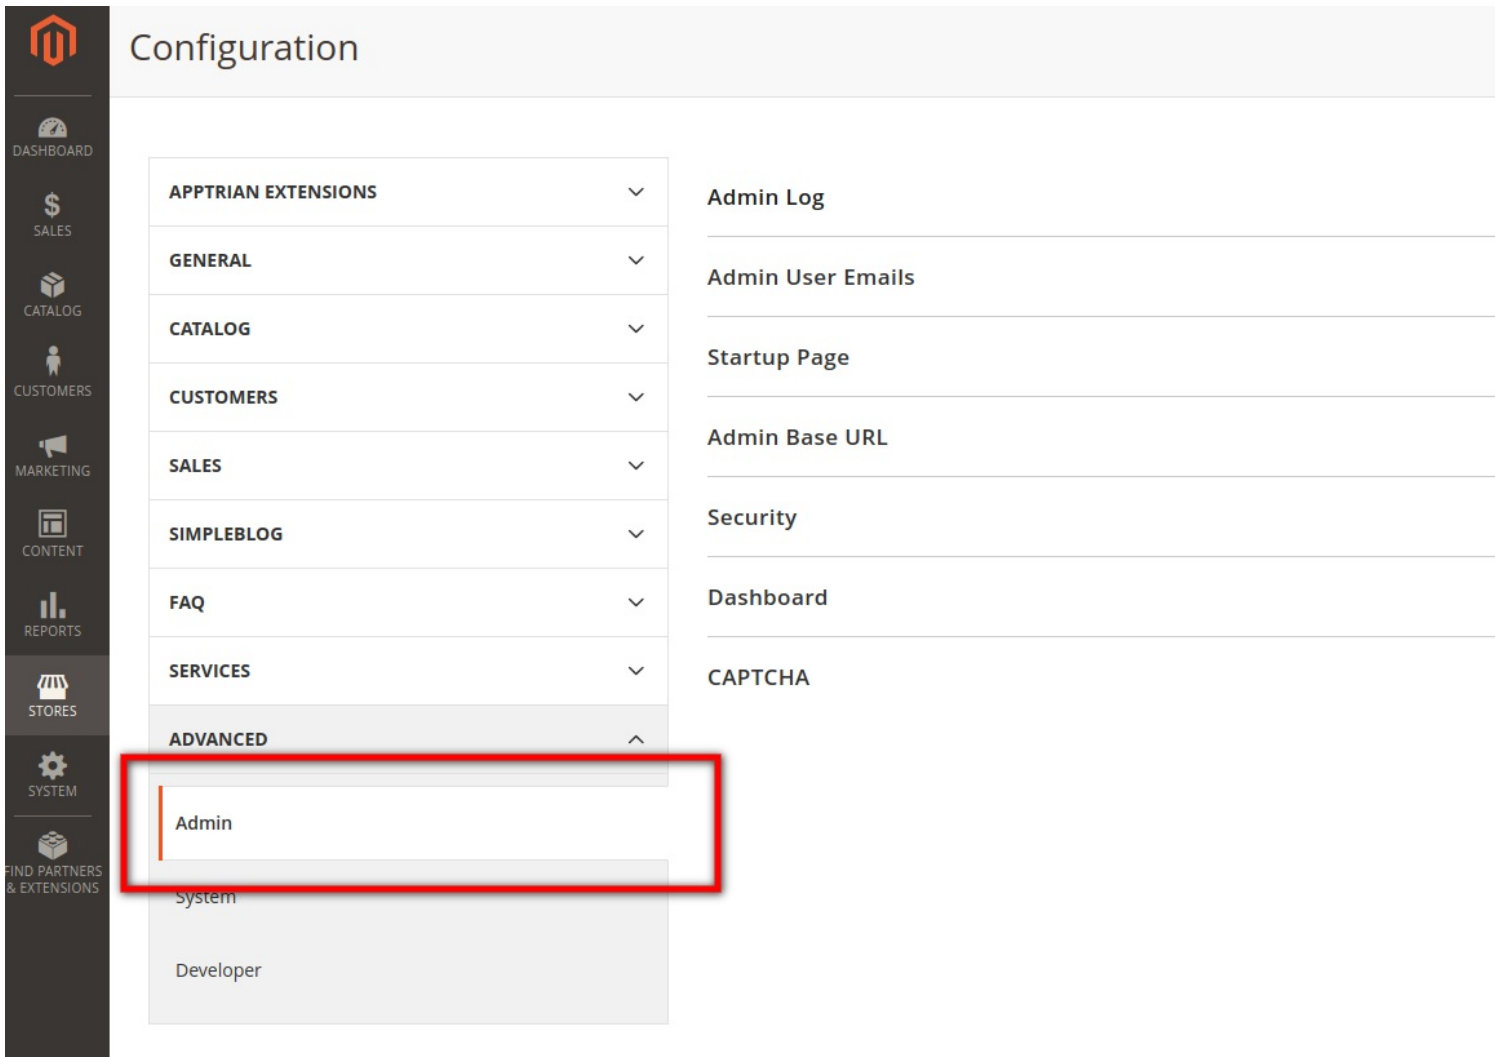 Configuration
DASHBOARD
SALES
CATALOG
CUSTOMERS
MARKETING
CONTENT
REPORTS
STORES
SYSTEM
FIND PARTNERS
& EXTENSIONS
APPTRIAN EXTENSIONS
GENERAL
CATALOG
CUSTOMERS
SALES
SIMPLEBLOG
FAQ
SERVICES
ADVANCED
Admin
System
Developer
Admin Log
Admin User Emails
Startup Page
Admin Base URL
Security
Dashboard
CAPTCHA